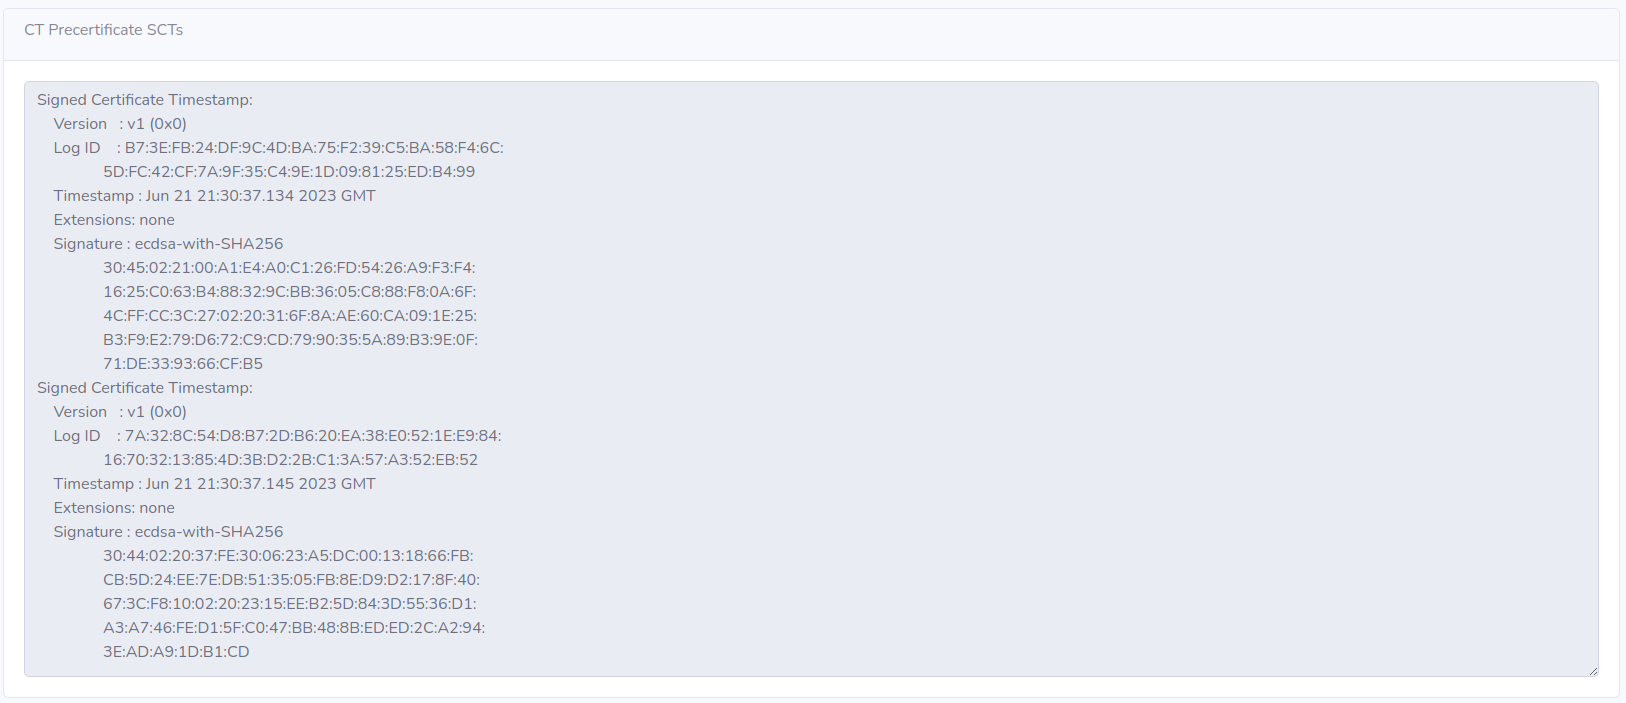 CT Precertificate SCTs
Signed Certificate Timestamp:
Version : v1 (0x0)
Log ID : B7:3E:FB:24:DF:9C:4D:BA:75:F2:39:C5:BA:58:F4:6C:
5D:FC:42:CF:7A:9F:35:C4:9E:1D:09:81:25:ED:B4:99
Timestamp : Jun 21 21:30:37.134 2023 GMT
Extensions: none
Signature : ecdsa-with-SHA256
30:45:02:21:00:A1:E4:A0:C1:26:FD:54:26:A9:F3:F4:
16:25:C0:63:B4:88:32:9C:BB:36:05:C8:88:F8:0A:6F:
4C:FF:CC:3C:27:02:20:31:6F:8A:AE:60:CA:09:1E:25:
B3:F9:E2:79:D6:72:C9:CD:79:90:35:5A:89:B3:9E:0F:
71:DE:33:93:66:CF:B5
Signed Certificate Timestamp:
Version : v1 (0x0)
Log ID : 7A:32:8C:54:D8:B7:2D:B6:20:EA:38:E0:52:1E:E9:84:
16:70:32:13:85:4D:3B:D2:2B:C1:3A:57:A3:52:EB:52
Timestamp : Jun 21 21:30:37.145 2023 GMT
Extensions: none
Signature : ecdsa-with-SHA256
30:44:02:20:37:FE:30:06:23:A5:DC:00:13:18:66:FB:
CB:5D:24:EE:7E:DB:51:35:05:FB:8E:D9:D2:17:8F:40:
67:3C:F8:10:02:20:23:15:EE:B2:5D:84:3D:55:36:D1:
A3:A7:46:FE:D1:5F:C0:47:BB:48:8B:ED:ED:2C:A2:94:
3E:AD:A9:1D:B1:CD